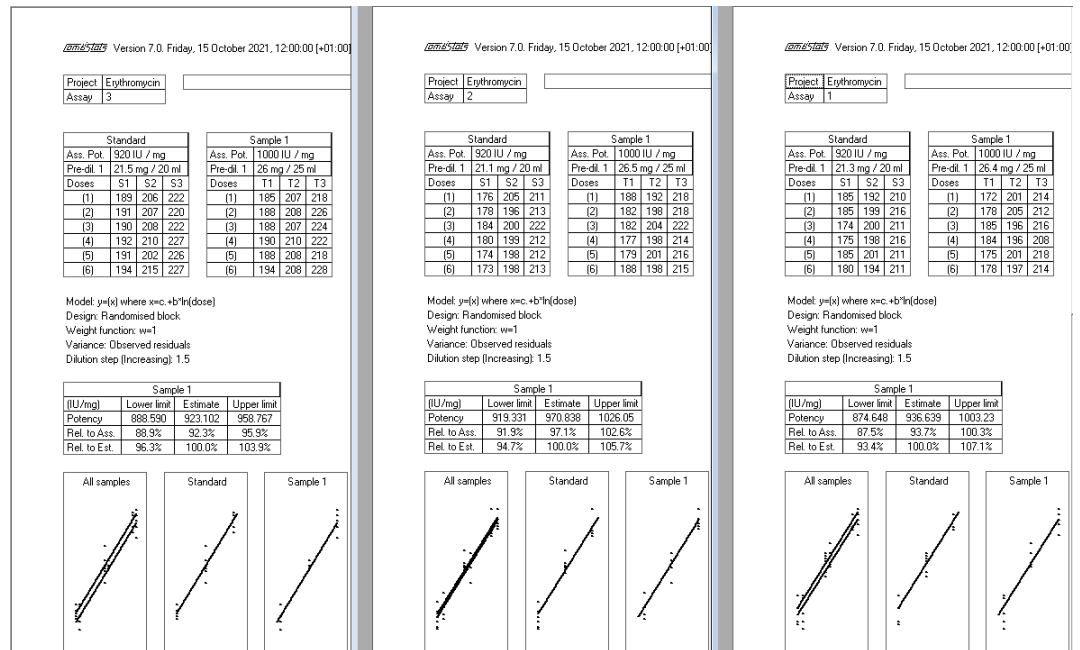 CombiStats Version 7.0. Friday, 15 October 2021, 12:00:00 [+01:00]
Project Erythromycin
Assay 3
Standard
Ass. Pot. 920 IU / mg
Pre-dil. 1 21.5 mg / 20 ml
Doses S1 S2 S3
(1) 189 206 222
(2) 191 207 220
(3) 190 208 222
(4) 192 210 227
(5) 191 202 226
(6) 194 215 227
Sample 1
Ass. Pot. 1000 IU / mg
Pre-dil. 1 26 mg / 25 ml
Doses T1 T2 T3
(1) 185 207 218
(2) 188 208 226
(3) 188 207 224
(4) 190 210 222
(5) 188 208 218
(6) 194 208 228
Model: y=(x) where x=c.+b*ln(dose)
Design: Randomised block
Weight function: w=1
Variance: Observed residuals
Dilution step (Increasing): 1.5
Sample 1
(IU/mg) Lower limit Estimate Upper limit
Potency 888.590 923.102 958.767
Rel. to Ass. 88.9% 92.3% 95.9%
Rel. to Est. 96.3% 100.0% 103.9%
All samples
Standard
Sample 1
CombiStats Version 7.0. Friday, 15 October 2021, 12:00:00 [+01:00]
Project Erythromycin
Assay 2
Standard
Ass. Pot. 920 IU / mg
Pre-dil. 1 21.1 mg / 20 ml
Doses S1 S2 S3
(1) 176 205 211
(2) 178 196 213
(3) 184 200 222
(4) 180 199 212
(5) 174 198 212
(6) 173 198 213
Sample 1
Ass. Pot. 1000 IU / mg
Pre-dil. 1 26.5 mg / 25 ml
Doses T1 T2 T3
(1) 188 192 218
(2) 182 198 218
(3) 182 204 222
(4) 177 198 214
(5) 179 201 216
(6) 188 198 215
Model: y=(x) where x=c.+b*ln(dose)
Design: Randomised block
Weight function: w=1
Variance: Observed residuals
Dilution step (Increasing): 1.5
Sample 1
(IU/mg) Lower limit Estimate Upper limit
Potency 919.331 970.838 1026.05
Rel. to Ass. 91.9% 97.1% 102.6%
Rel. to Est. 94.7% 100.0% 105.7%
All samples
Standard
Sample 1
CombiStats Version 7.0. Friday, 15 October 2021, 12:00:00 [+01:00]
Project Erythromycin
Assay 1
Standard
Ass. Pot. 920 IU / mg
Pre-dil. 1 21.3 mg / 20 ml
Doses S1 S2 S3
(1) 185 192 210
(2) 185 199 216
(3) 174 200 211
(4) 175 198 216
(5) 185 201 211
(6) 180 194 211
Sample 1
Ass. Pot. 1000 IU / mg
Pre-dil. 1 26.4 mg / 25 ml
Doses T1 T2 T3
(1) 172 201 214
(2) 178 205 212
(3) 185 196 216
(4) 184 196 208
(5) 175 201 218
(6) 178 197 214
Model: y=(x) where x=c.+b*ln(dose)
Design: Randomised block
Weight function: w=1
Variance: Observed residuals
Dilution step (Increasing): 1.5
Sample 1
(IU/mg) Lower limit Estimate Upper limit
Potency 874.648 936.639 1003.23
Rel. to Ass. 87.5% 93.7% 100.3%
Rel. to Est. 93.4% 100.0% 107.1%
All samples
Standard
Sample 1